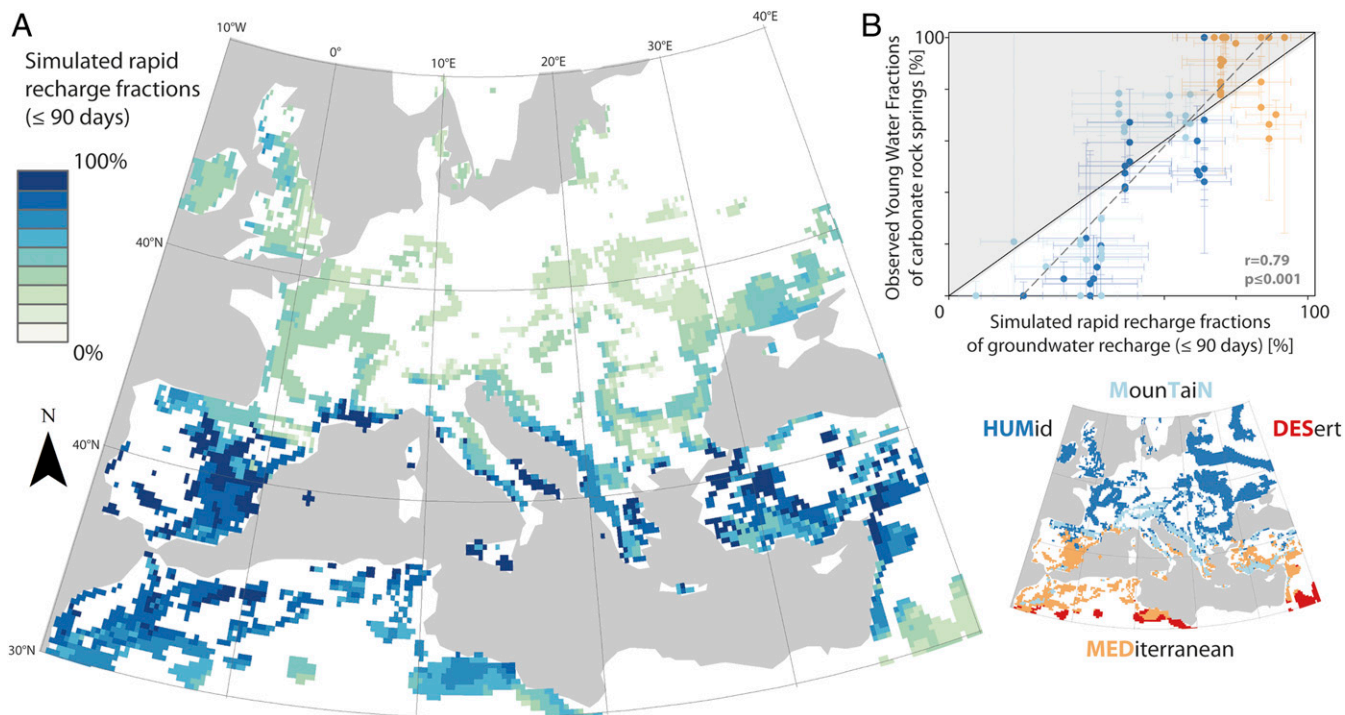 A
Simulated rapid
recharge fractions
(≤ 90 days)
100%
0%
N
10°W
0°
10°E
20°E
30°E
40°E
40°N
40°N
30°N
B
Observed Young Water Fractions
of carbonate rock springs [%]
100
0
100
r=0.79
p≤0.001
Simulated rapid recharge fractions
of groundwater recharge (≤ 90 days) [%]
MounTaiN
HUMid
DESert
MEDiterranean